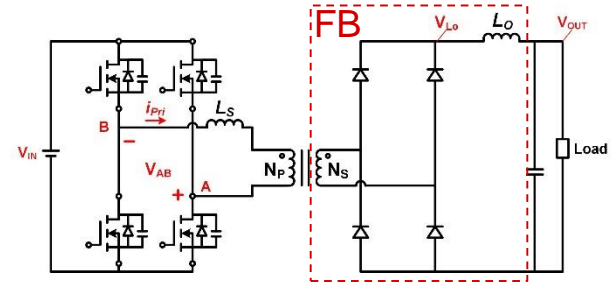 FB
V_Lo
L_O
V_OUT
i_Pri
L_S
B
−
V_IN
V_AB
N_P
N_S
Load
+
A